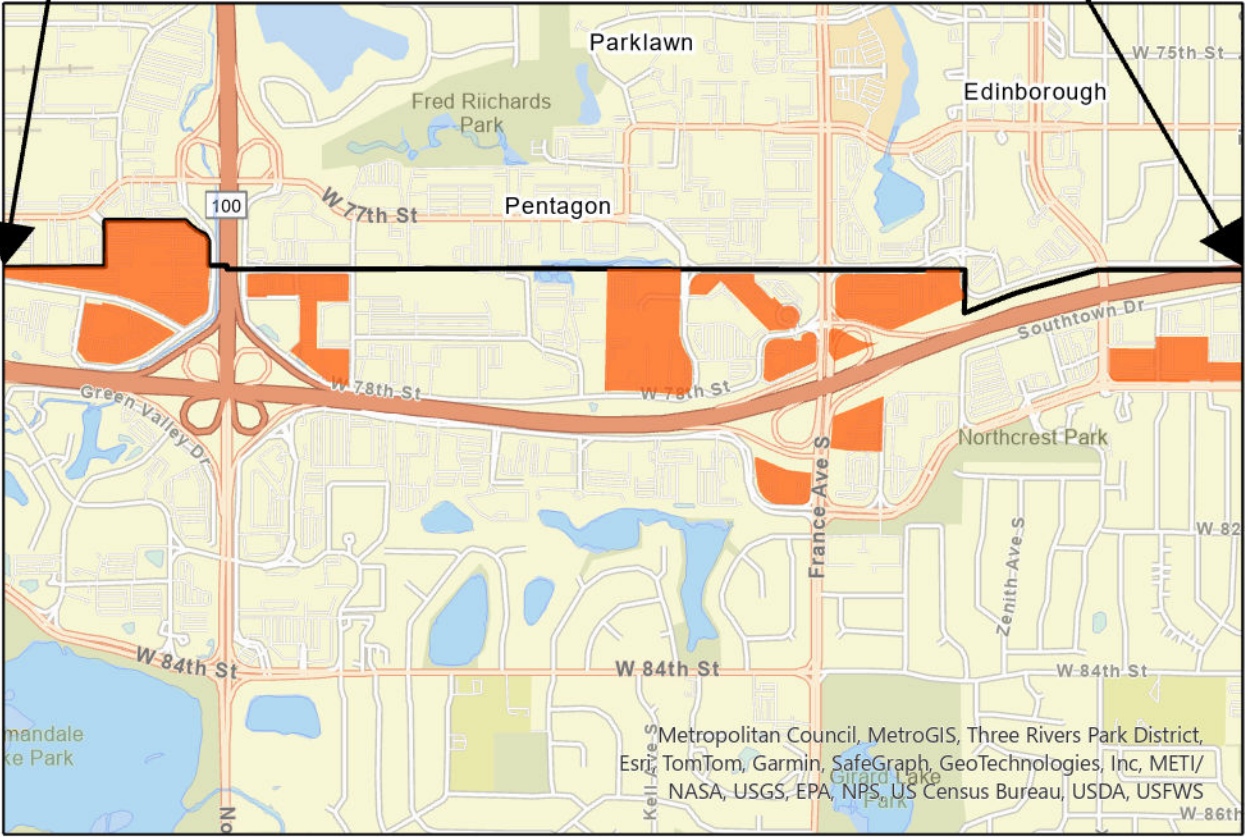 Parklawn
W 75th St
Edinborough
Fred Riichards
Park
100
W 77th St
Pentagon
Southtown Dr
W 78th St
W 78th St
Green Valley Dr
Northcrest Park
France Ave S
W 82
Zenith Ave S
W 84th St
W 84th St
W 84th St
mandale
ke Park
No
Kell Ave S
Girard Lake
Park
Metropolitan Council, MetroGIS, Three Rivers Park District,
Esri, TomTom, Garmin, SafeGraph, GeoTechnologies, Inc, METI/
NASA, USGS, EPA, NPS, US Census Bureau, USDA, USFWS
W 86th